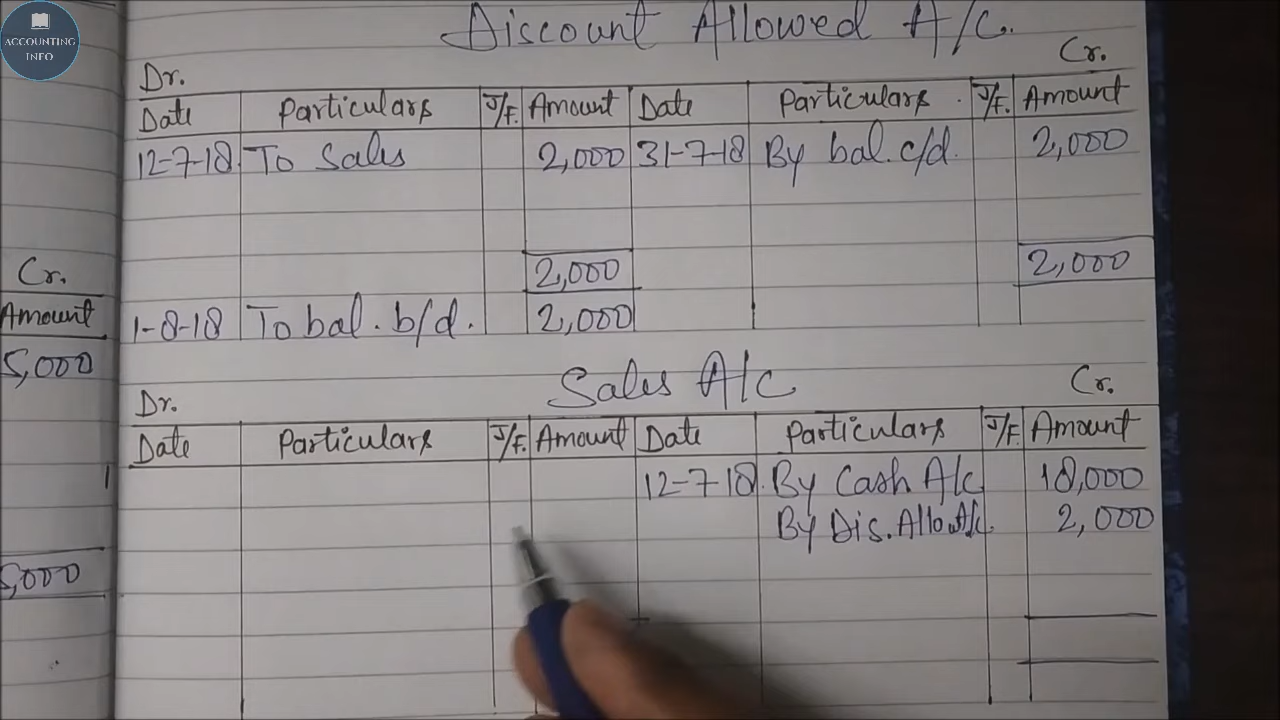 ACCOUNTING
INFO
Discount Allowed A/c.
Dr. Cr.
Date Particulars J/F. Amount Date Particulars. J/F. Amount
12-7-18 To Sales 2,000 31-7-18 By bal. c/d. 2,000
2,000 2,000
1-8-18 To bal. b/d. 2,000
Cr.
Amount
5,000
5,000
Sales A/c
Dr. Cr.
Date Particulars J/F. Amount Date Particulars J/F. Amount
12-7-18. By Cash A/c 18,000
By Dis. Allo. A/c. 2,000